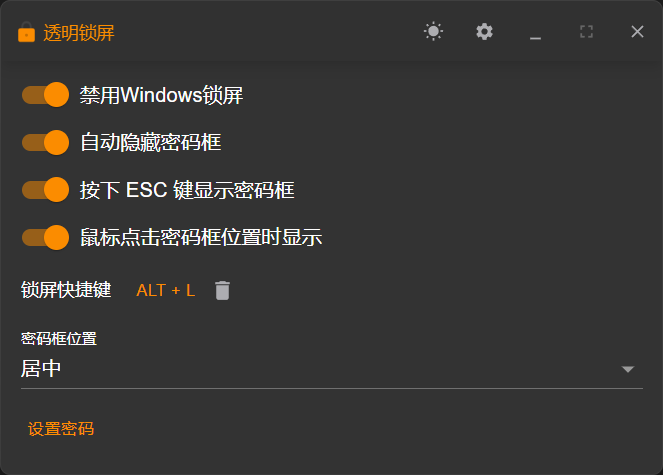 透明锁屏
禁用Windows锁屏
自动隐藏密码框
按下 ESC 键显示密码框
鼠标点击密码框位置时显示
锁屏快捷键 ALT + L
密码框位置
居中
设置密码